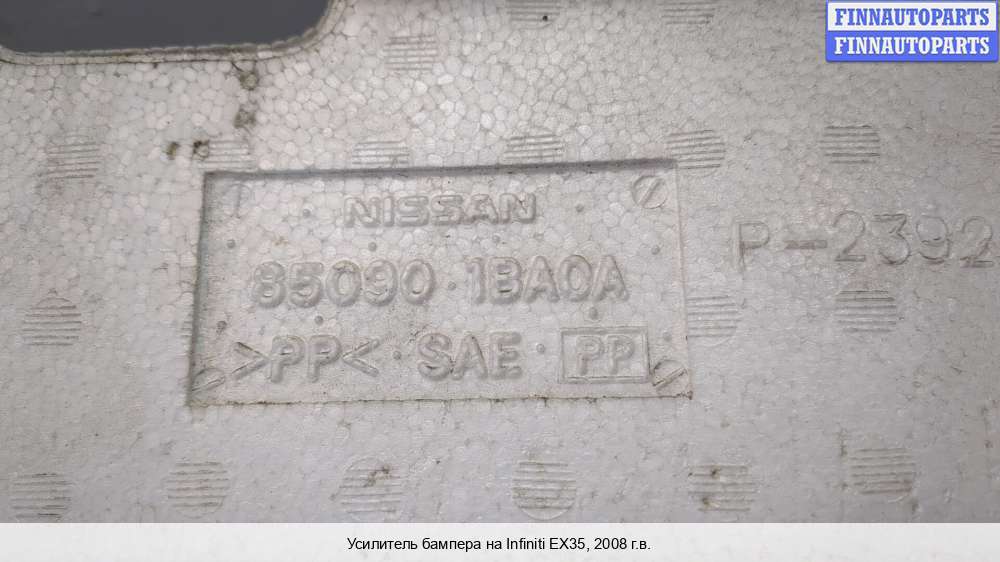 FINNAUTOPARTS
FINNAUTOPARTS
NISSAN
85090 1BA0A
P-2392
>PP< SAE PP
Усилитель бампера на Infiniti EX35, 2008 г.в.